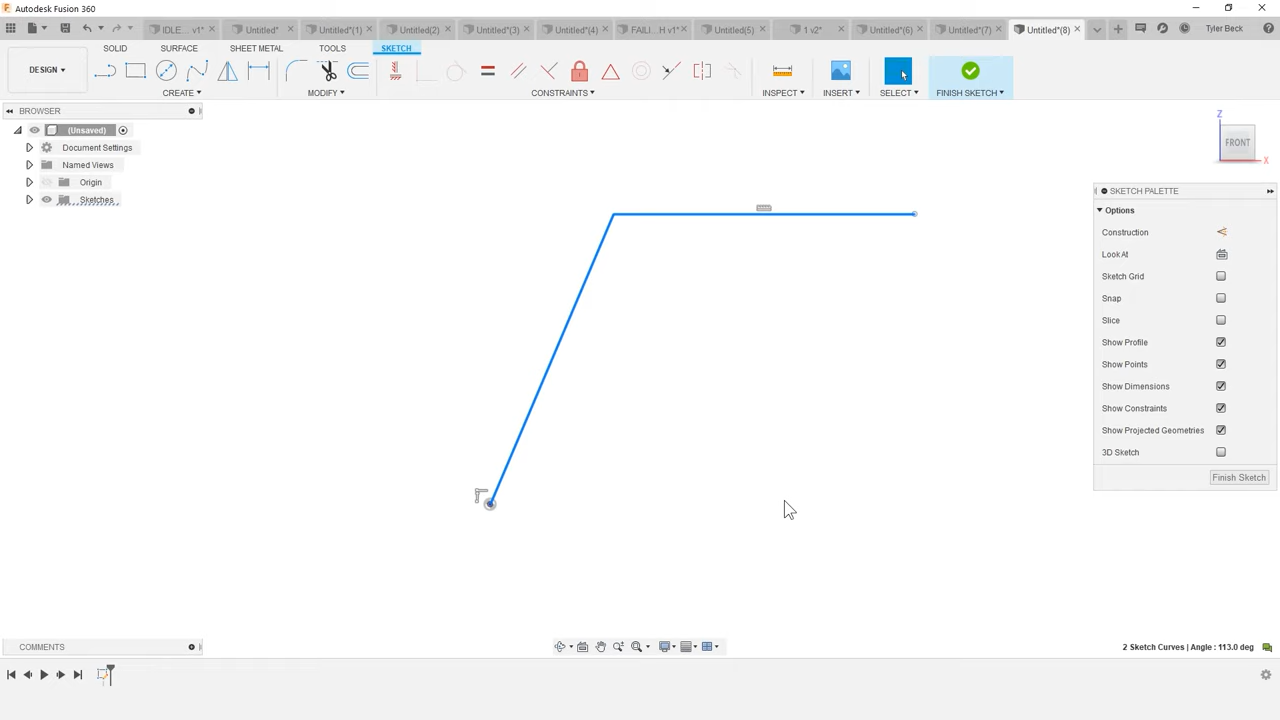 Autodesk Fusion 360
IDLE... v1* Untitled* Untitled*(1) Untitled(2) Untitled*(3) Untitled*(4) FAILI... H v1* Untitled(5) 1 v2* Untitled*(6) Untitled*(7) Untitled*(8) Tyler Beck
SOLID SURFACE SHEET METAL TOOLS SKETCH
DESIGN
CREATE MODIFY CONSTRAINTS INSPECT INSERT SELECT FINISH SKETCH
BROWSER
(Unsaved)
Document Settings
Named Views
Origin
Sketches
Z
FRONT
X
SKETCH PALETTE
Options
Construction
Look At
Sketch Grid
Snap
Slice
Show Profile
Show Points
Show Dimensions
Show Constraints
Show Projected Geometries
3D Sketch
Finish Sketch
COMMENTS
2 Sketch Curves | Angle : 113.0 deg